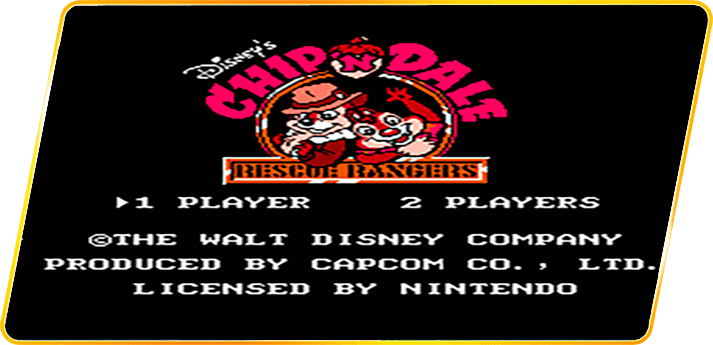 Disney's
CHIP 'N DALE
RESCUE RANGERS
▸1 PLAYER 2 PLAYERS
©THE WALT DISNEY COMPANY
PRODUCED BY CAPCOM CO., LTD.
LICENSED BY NINTENDO